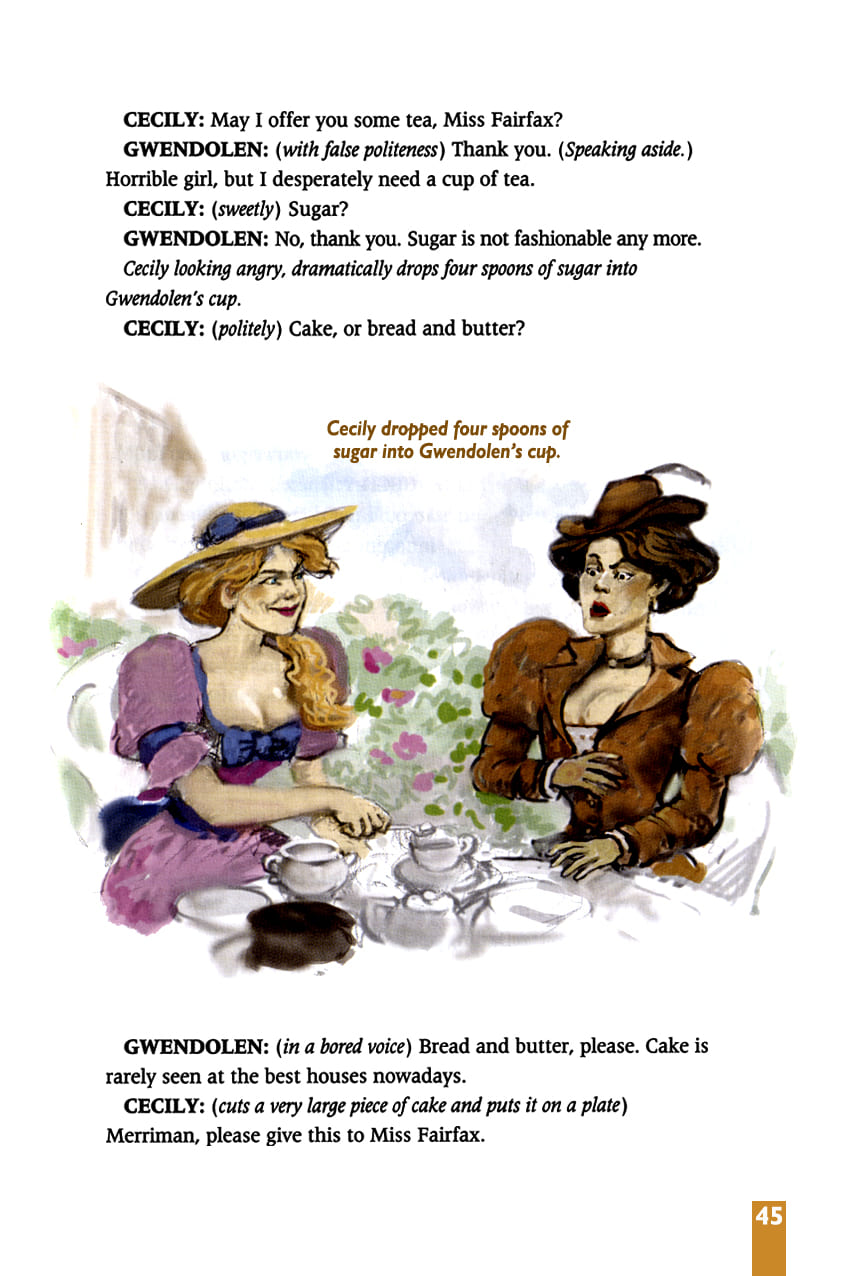 CECILY: May I offer you some tea, Miss Fairfax?
GWENDOLEN: (with false politeness) Thank you. (Speaking aside.)
Horrible girl, but I desperately need a cup of tea.
CECILY: (sweetly) Sugar?
GWENDOLEN: No, thank you. Sugar is not fashionable any more.
Cecily looking angry, dramatically drops four spoons of sugar into
Gwendolen's cup.
CECILY: (politely) Cake, or bread and butter?
Cecily dropped four spoons of
sugar into Gwendolen's cup.
GWENDOLEN: (in a bored voice) Bread and butter, please. Cake is
rarely seen at the best houses nowadays.
CECILY: (cuts a very large piece of cake and puts it on a plate)
Merriman, please give this to Miss Fairfax.
45